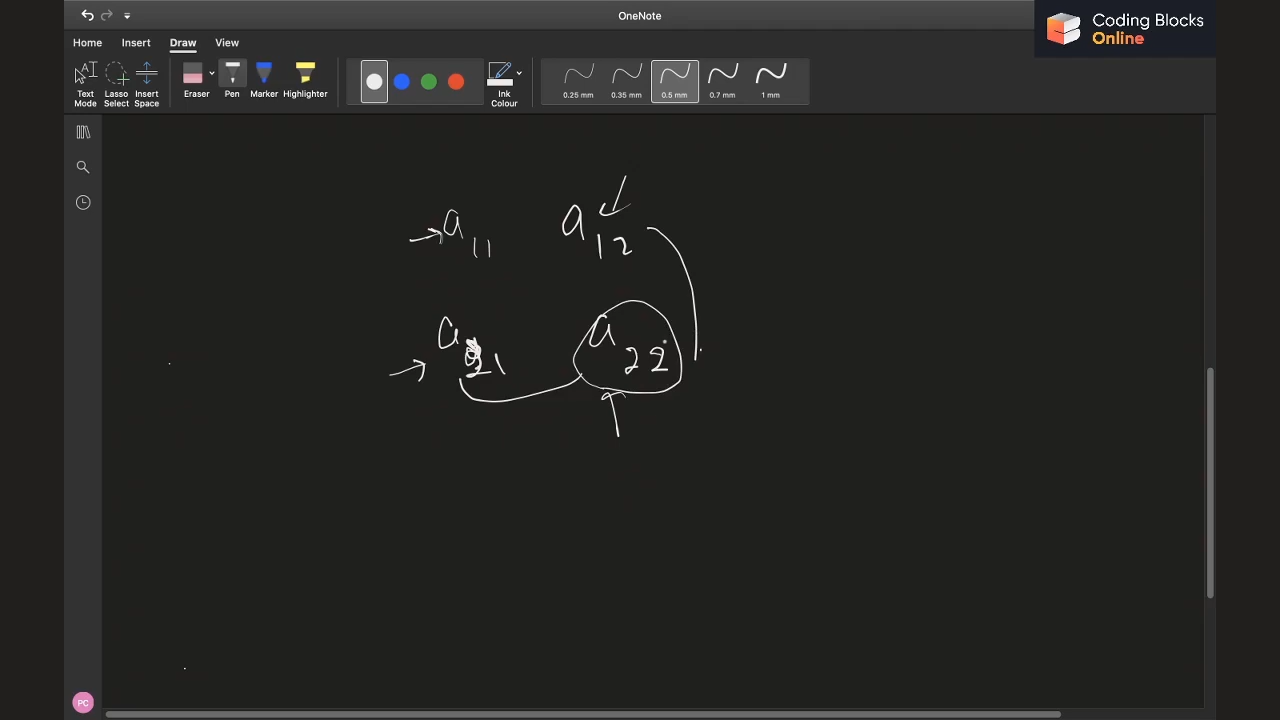 OneNote
Coding Blocks
Online
Home Insert Draw View
Text Mode Lasso Select Insert Space Eraser Pen Marker Highlighter Ink Colour 0.25 mm 0.35 mm 0.5 mm 0.7 mm 1 mm
a11 a12
a21 a22
PC